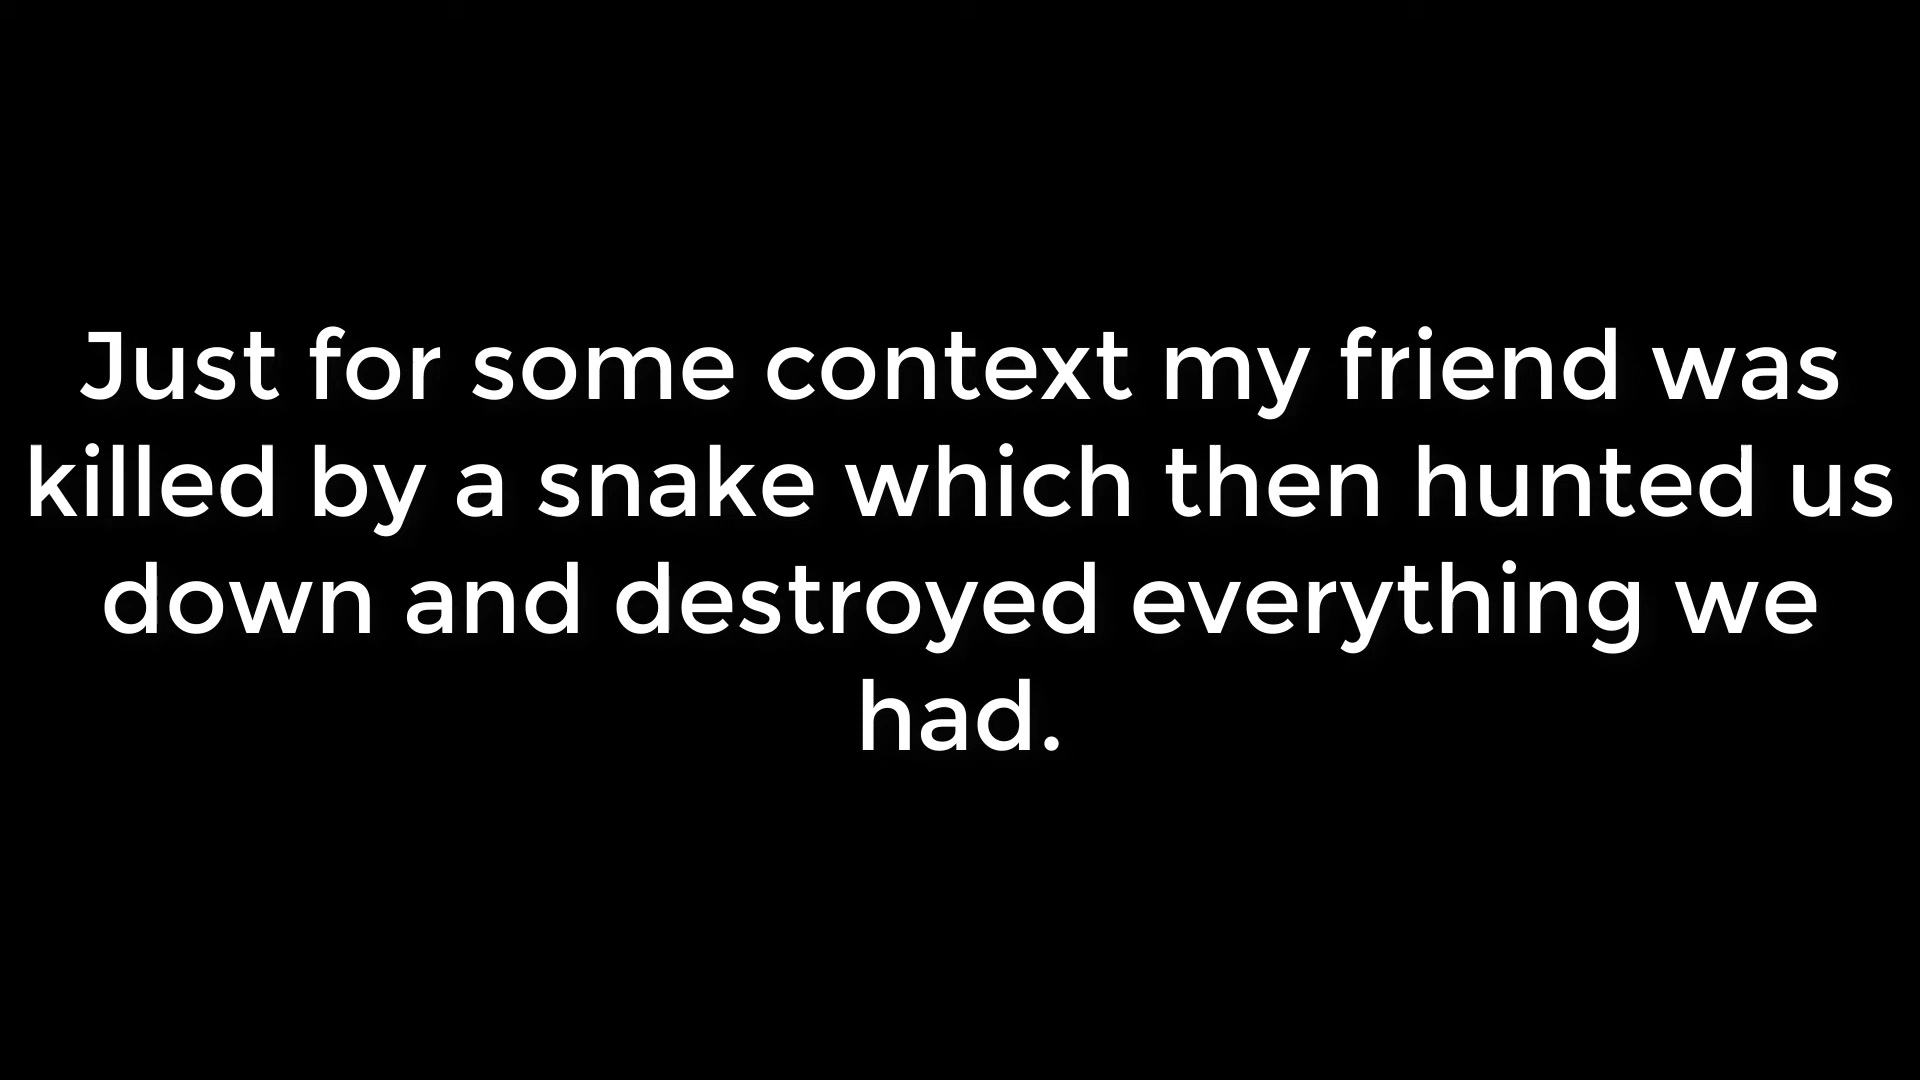 Just for some context my friend was
killed by a snake which then hunted us
down and destroyed everything we
had.